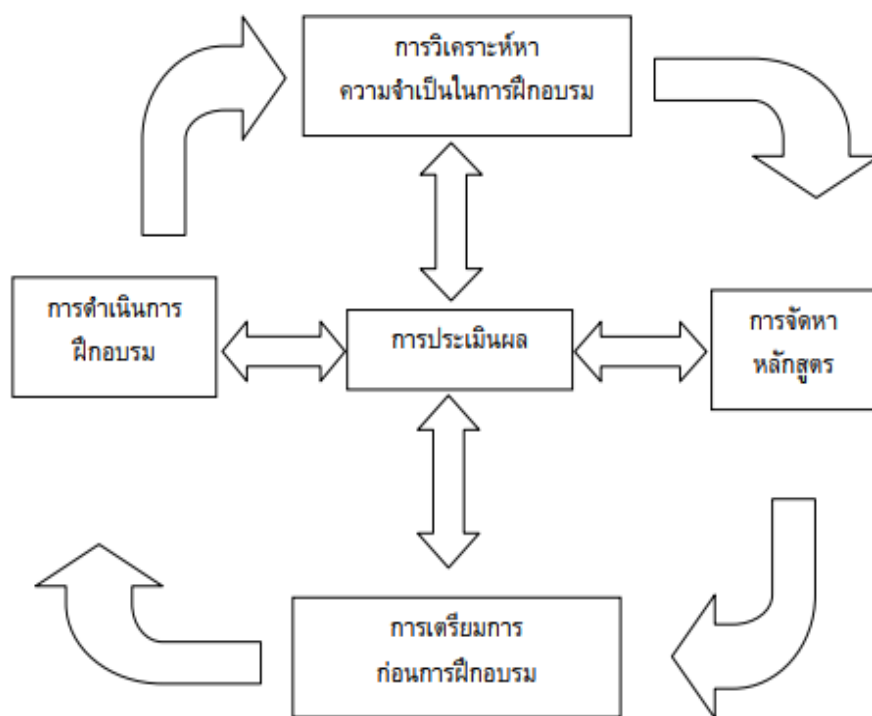 การวิเคราะห์หา
ความจำเป็นในการฝึกอบรม
การดำเนินการ
ฝึกอบรม
การประเมินผล
การจัดหา
หลักสูตร
การเตรียมการ
ก่อนการฝึกอบรม